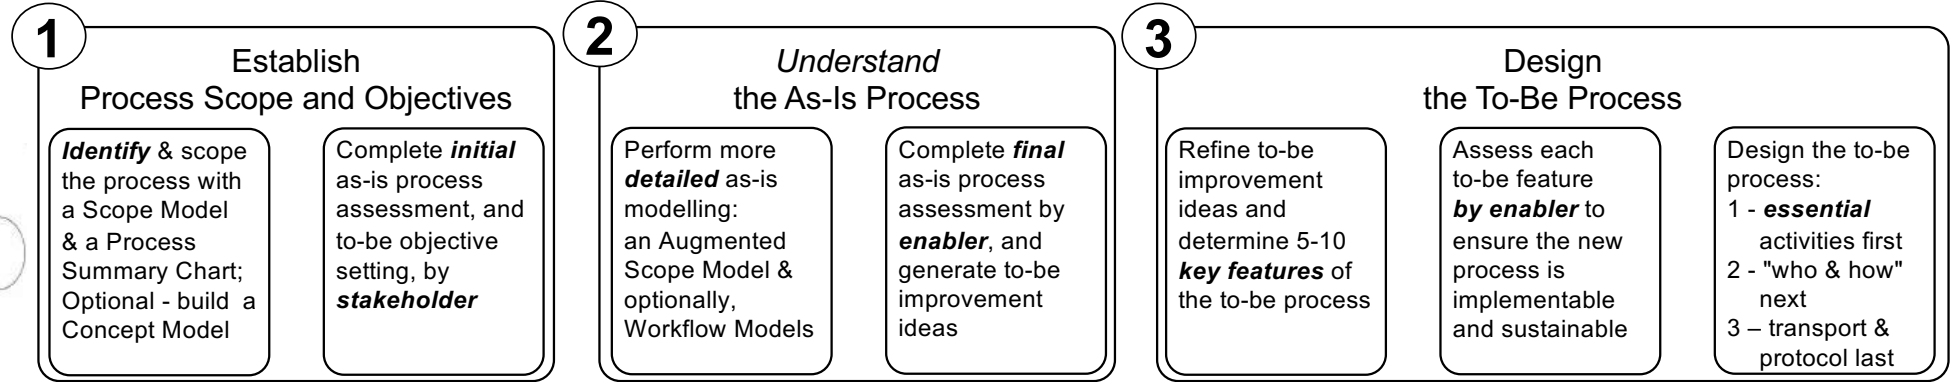 1
Establish
Process Scope and Objectives
Identify & scope
the process with
a Scope Model
& a Process
Summary Chart;
Optional - build a
Concept Model
Complete initial
as-is process
assessment, and
to-be objective
setting, by
stakeholder
2
Understand
the As-Is Process
Perform more
detailed as-is
modelling:
an Augmented
Scope Model &
optionally,
Workflow Models
Complete final
as-is process
assessment by
enabler, and
generate to-be
improvement
ideas
3
Design
the To-Be Process
Refine to-be
improvement
ideas and
determine 5-10
key features of
the to-be process
Assess each
to-be feature
by enabler to
ensure the new
process is
implementable
and sustainable
Design the to-be
process:
1 - essential
activities first
2 - "who & how"
next
3 – transport &
protocol last